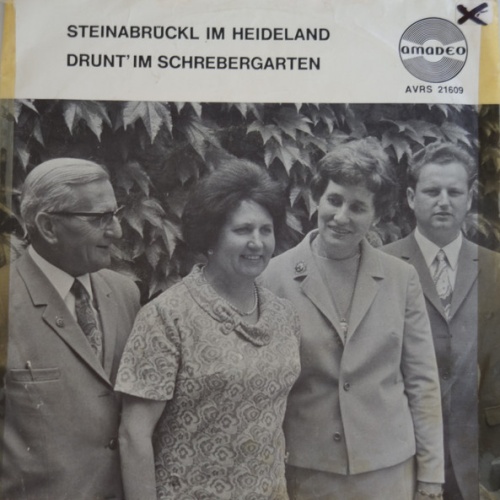 STEINABRÜCKL IM HEIDELAND
DRUNT' IM SCHREBERGARTEN
amadeo
AVRS 21609